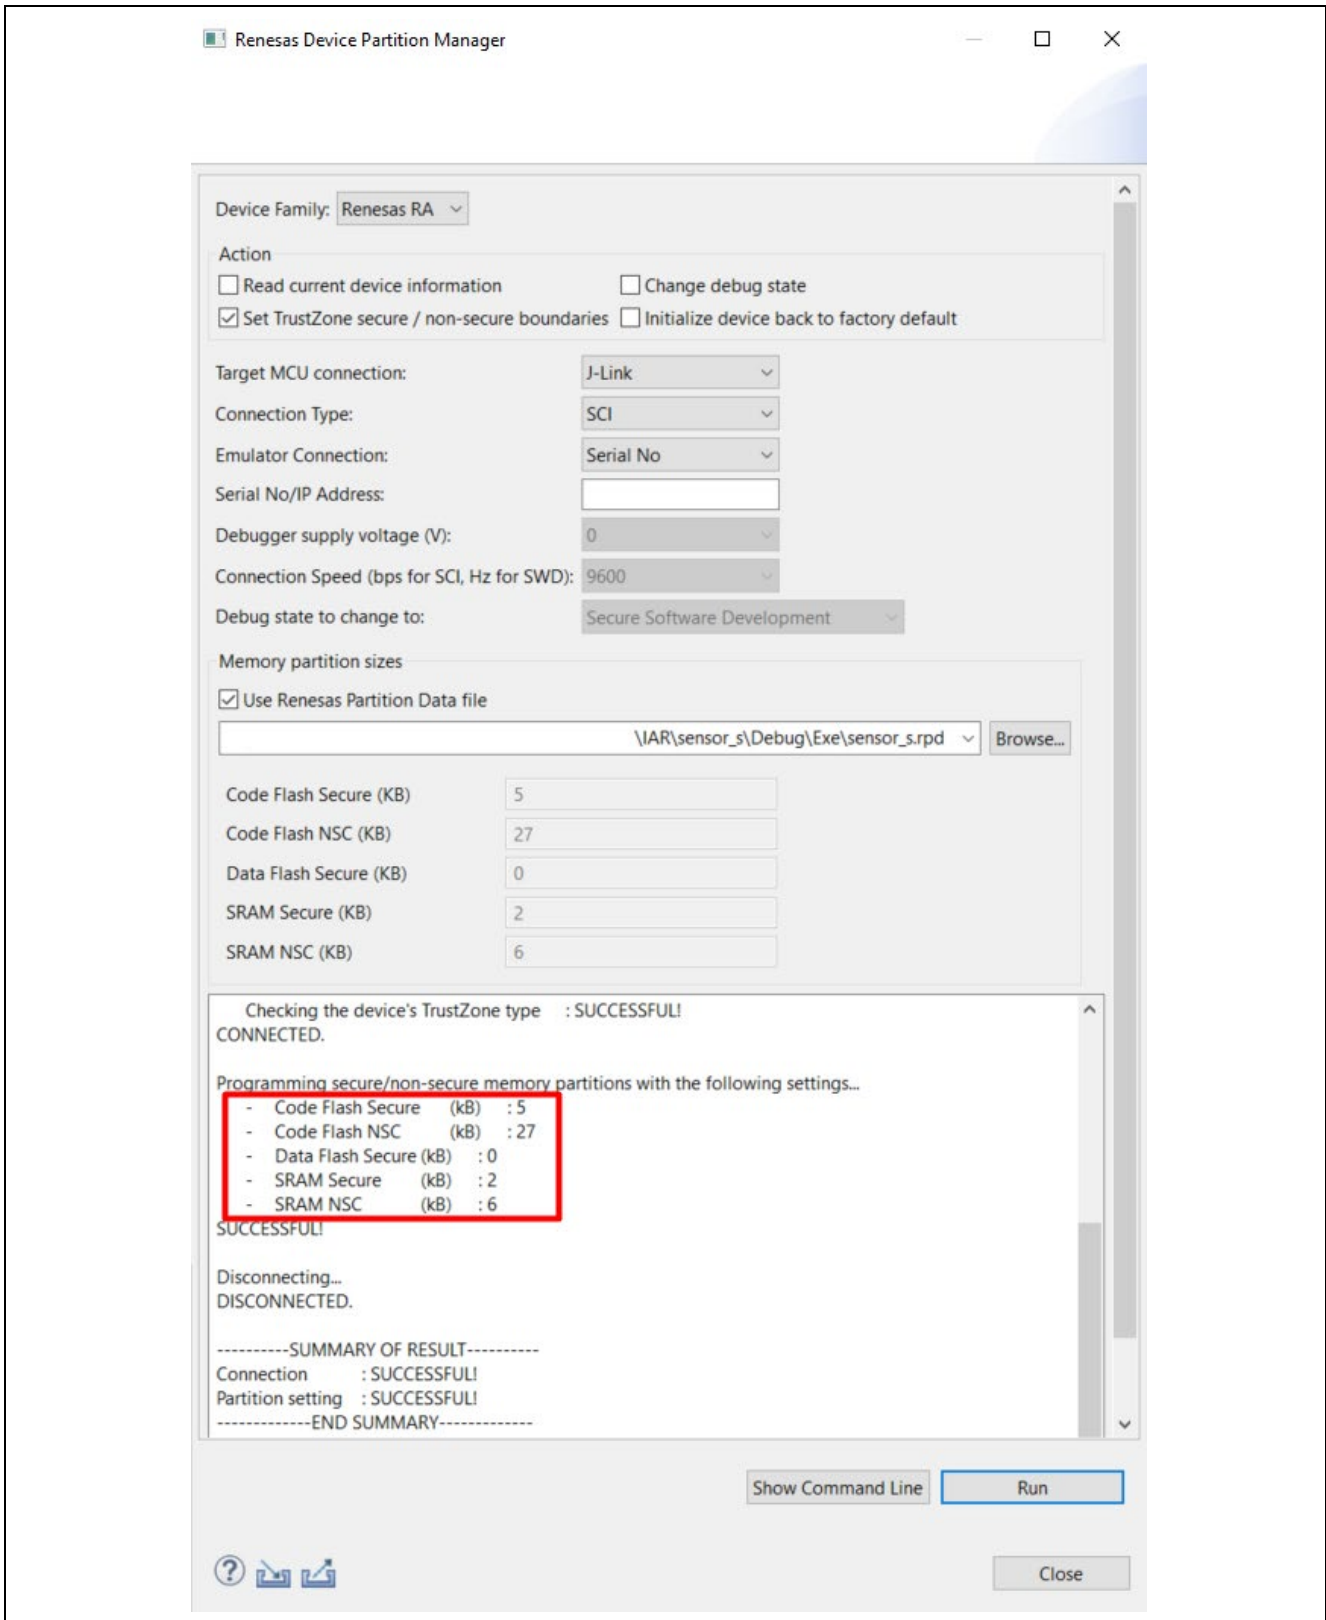 Renesas Device Partition Manager
Device Family: Renesas RA
Action
Read current device information
Change debug state
Set TrustZone secure / non-secure boundaries
Initialize device back to factory default
Target MCU connection: J-Link
Connection Type: SCI
Emulator Connection: Serial No
Serial No/IP Address:
Debugger supply voltage (V): 0
Connection Speed (bps for SCI, Hz for SWD): 9600
Debug state to change to: Secure Software Development
Memory partition sizes
Use Renesas Partition Data file
\IAR\sensor_s\Debug\Exe\sensor_s.rpd Browse...
Code Flash Secure (KB) 5
Code Flash NSC (KB) 27
Data Flash Secure (KB) 0
SRAM Secure (KB) 2
SRAM NSC (KB) 6
Checking the device's TrustZone type : SUCCESSFUL!
CONNECTED.
Programming secure/non-secure memory partitions with the following settings...
- Code Flash Secure (kB) : 5
- Code Flash NSC (kB) : 27
- Data Flash Secure (kB) : 0
- SRAM Secure (kB) : 2
- SRAM NSC (kB) : 6
SUCCESSFUL!
Disconnecting...
DISCONNECTED.
----------SUMMARY OF RESULT----------
Connection : SUCCESSFUL!
Partition setting : SUCCESSFUL!
-------------END SUMMARY-------------
Show Command Line Run
Close